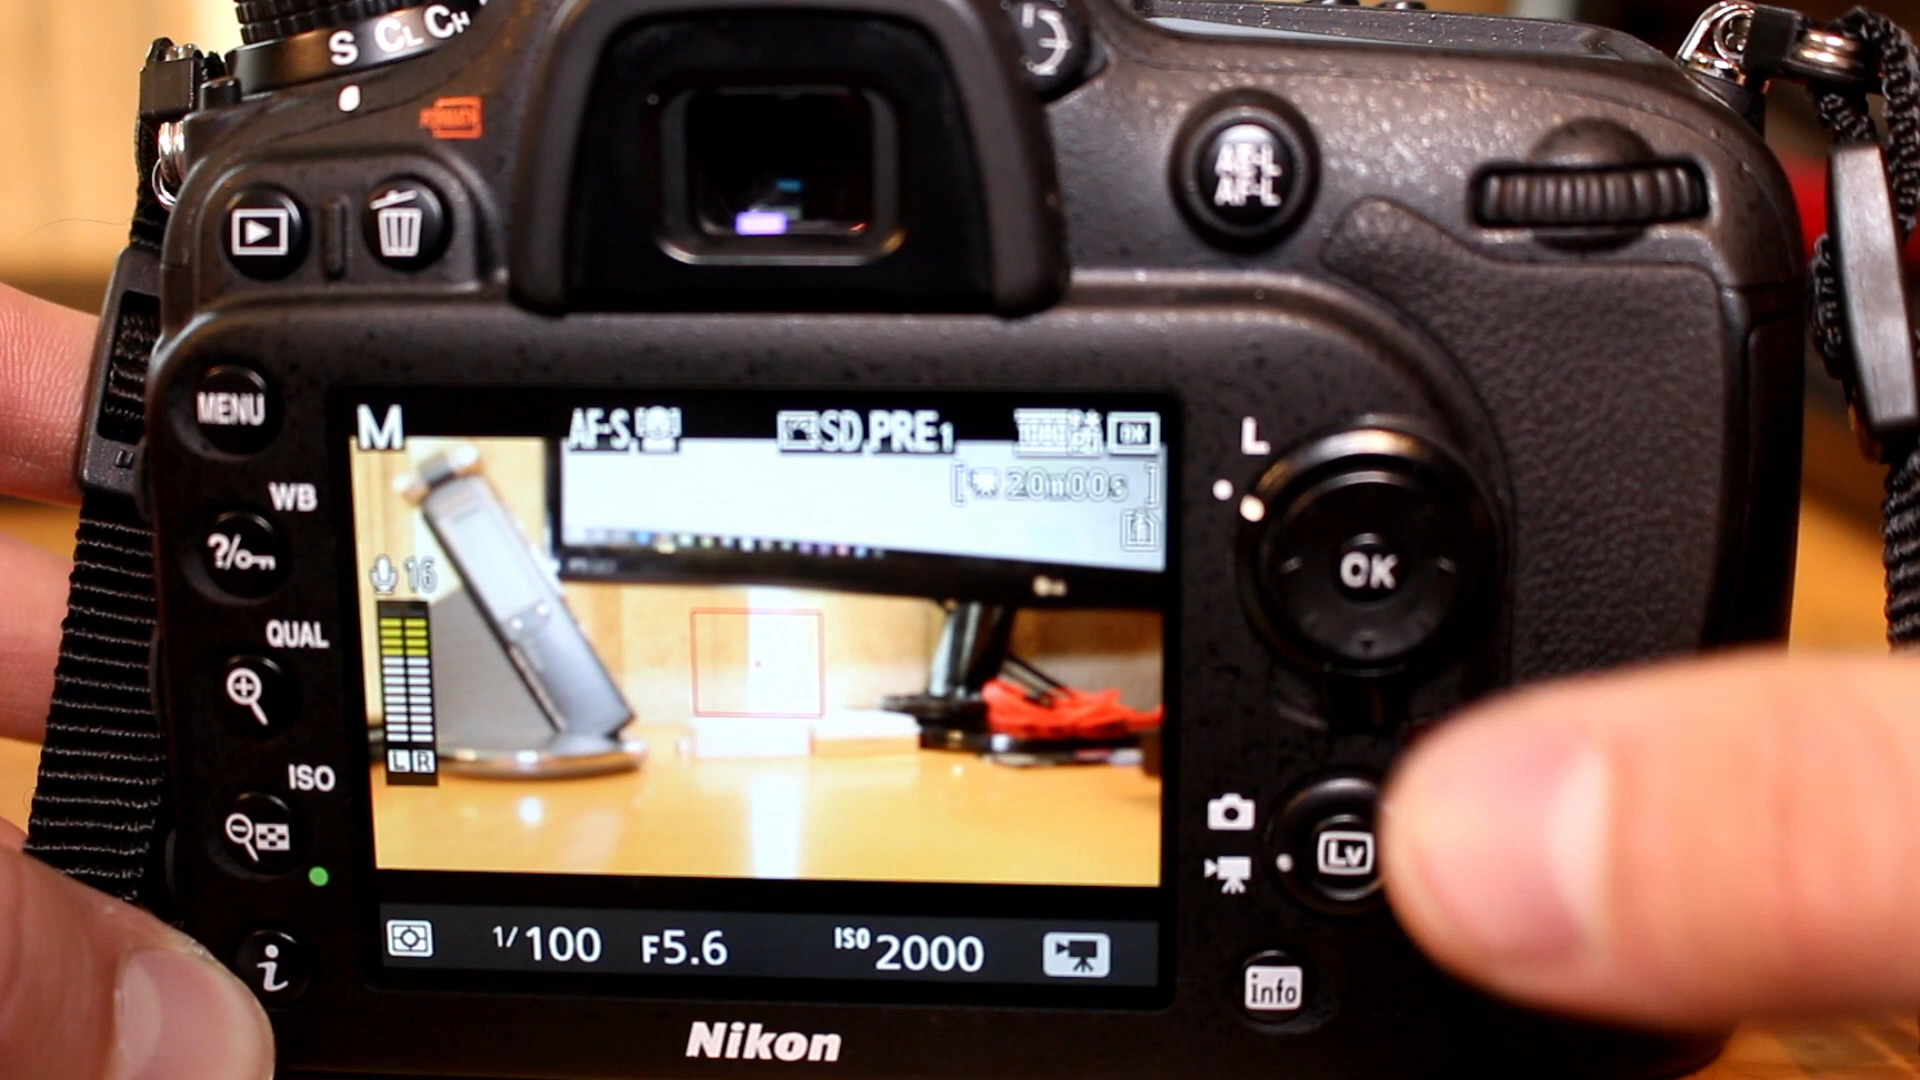 S CL CH
AE-L
AF-L
MENU
WB
?/
QUAL
ISO
i
M AF-S SD PRE1
[20m00s]
16
L R
1/100 F5.6 ISO 2000
L
OK
Lv
info
Nikon